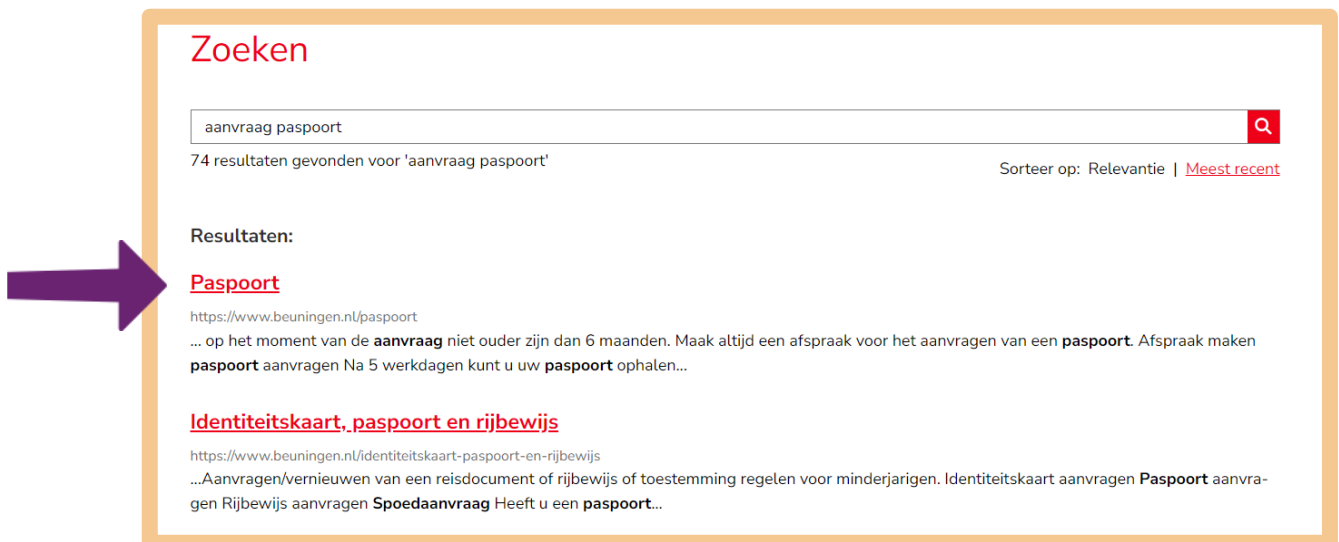 Zoeken
aanvraag paspoort
74 resultaten gevonden voor 'aanvraag paspoort'
Sorteer op: Relevantie | Meest recent
Resultaten:
Paspoort
https://www.beuningen.nl/paspoort
... op het moment van de aanvraag niet ouder zijn dan 6 maanden. Maak altijd een afspraak voor het aanvragen van een paspoort. Afspraak maken
paspoort aanvragen Na 5 werkdagen kunt u uw paspoort ophalen...
Identiteitskaart, paspoort en rijbewijs
https://www.beuningen.nl/identiteitskaart-paspoort-en-rijbewijs
...Aanvragen/vernieuwen van een reisdocument of rijbewijs of toestemming regelen voor minderjarigen. Identiteitskaart aanvragen Paspoort aanvra-
gen Rijbewijs aanvragen Spoedaanvraag Heeft u een paspoort...